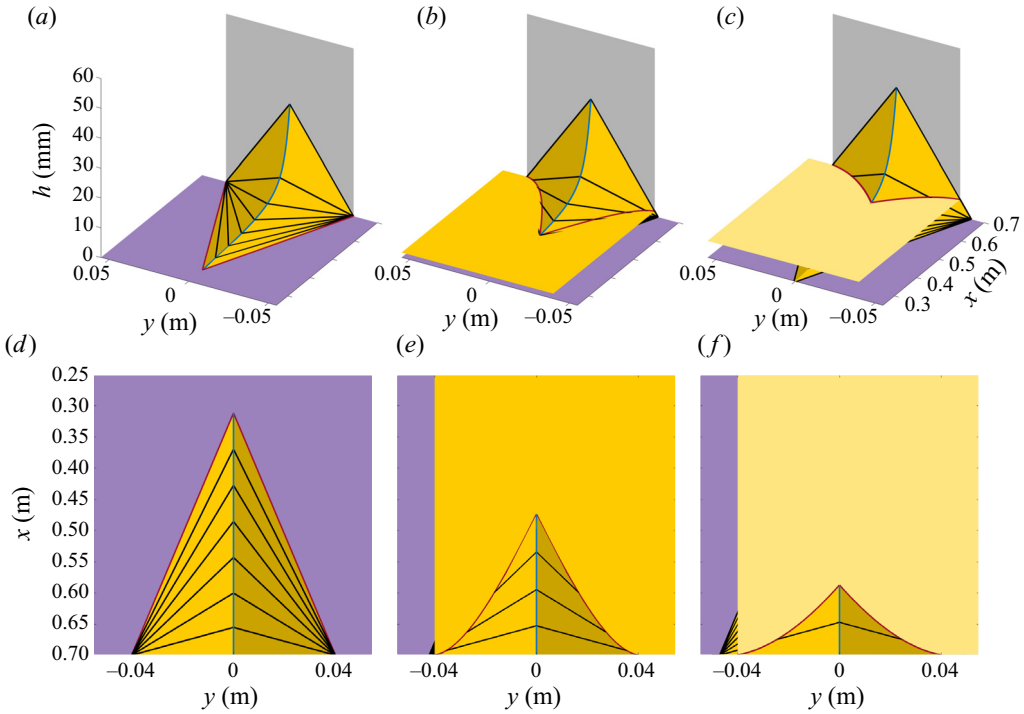 (a)
(b)
(c)
60
50
40
30
20
10
0
h (mm)
0.05
0
−0.05
y (m)
0.05
0
−0.05
y (m)
0.05
0
−0.05
y (m)
0.7
0.6
0.5
0.4
0.3
x (m)
(d)
(e)
(f)
0.25
0.30
0.35
0.40
0.45
0.50
0.55
0.60
0.65
0.70
x (m)
−0.04 0 0.04
−0.04 0 0.04
−0.04 0 0.04
y (m)
y (m)
y (m)